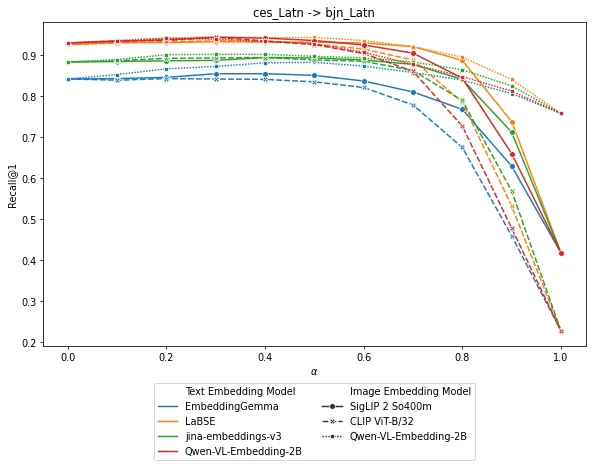 ces_Latn -> bjn_Latn
Recall@1
0.9
0.8
0.7
0.6
0.5
0.4
0.3
0.2
0.0
0.2
0.4
0.6
0.8
1.0
α
Text Embedding Model
EmbeddingGemma
LaBSE
jina-embeddings-v3
Qwen-VL-Embedding-2B
Image Embedding Model
SigLIP 2 So400m
CLIP ViT-B/32
Qwen-VL-Embedding-2B